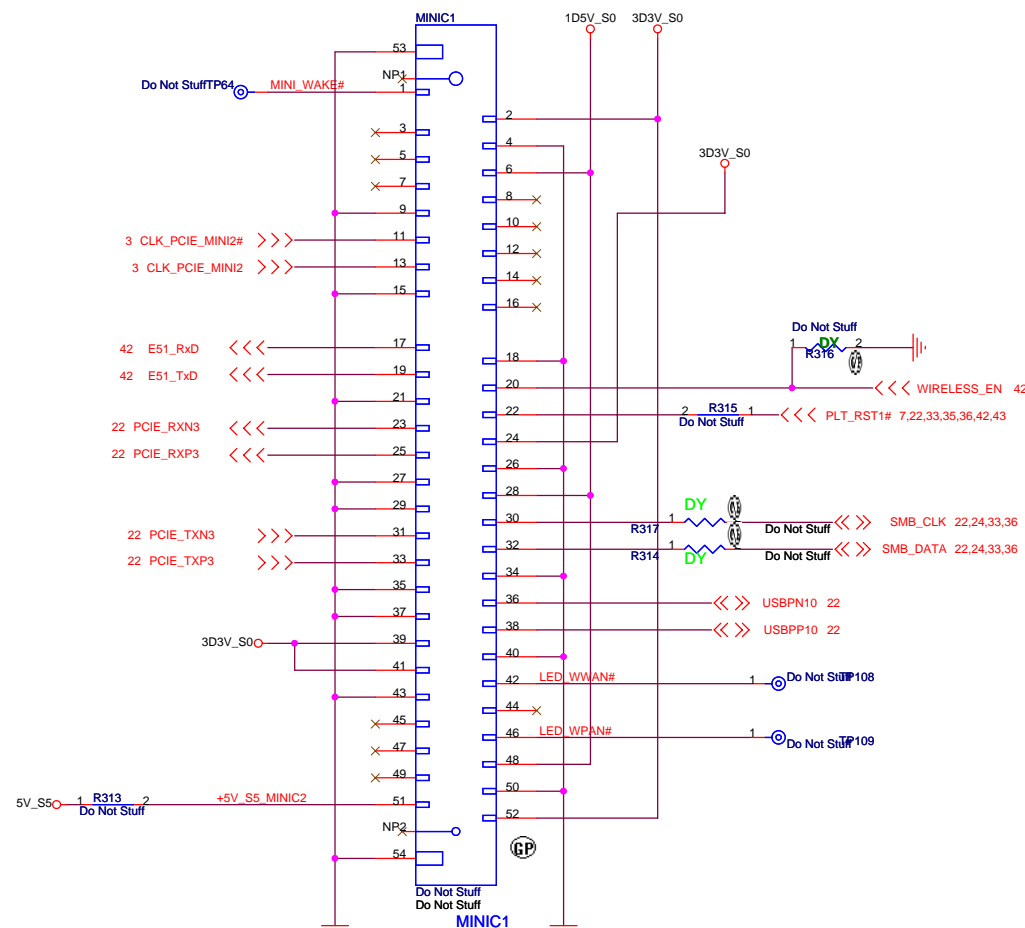 MINIC1
1D5V_S0
3D3V_S0
53
NP1
Do Not Stuff TP64
MINI_WAKE#
1
2
3
4
5
6
3D3V_S0
7
8
9
10
3 CLK_PCIE_MINI2#
11
12
3 CLK_PCIE_MINI2
13
14
15
16
Do Not Stuff
42 E51_RxD
17
1
DY
2
R316
18
42 E51_TxD
19
20
WIRELESS_EN 42
21
22
2
R315
1
PLT_RST1# 7,22,33,35,36,42,43
Do Not Stuff
22 PCIE_RXN3
23
24
22 PCIE_RXP3
25
26
27
28
29
DY
30
1
SMB_CLK 22,24,33,36
R317
Do Not Stuff
22 PCIE_TXN3
31
32
1
SMB_DATA 22,24,33,36
R314
Do Not Stuff
DY
22 PCIE_TXP3
33
34
35
36
USBPN10 22
37
38
USBPP10 22
3D3V_S0
39
40
41
42
LED_WWAN#
1
Do Not Stuff TP108
43
44
45
46
LED_WPAN#
1
Do Not Stuff TP109
47
48
49
50
5V_S5
1
R313
2
+5V_S5_MINIC2
51
Do Not Stuff
52
NP2
GP
54
Do Not Stuff
Do Not Stuff
MINIC1